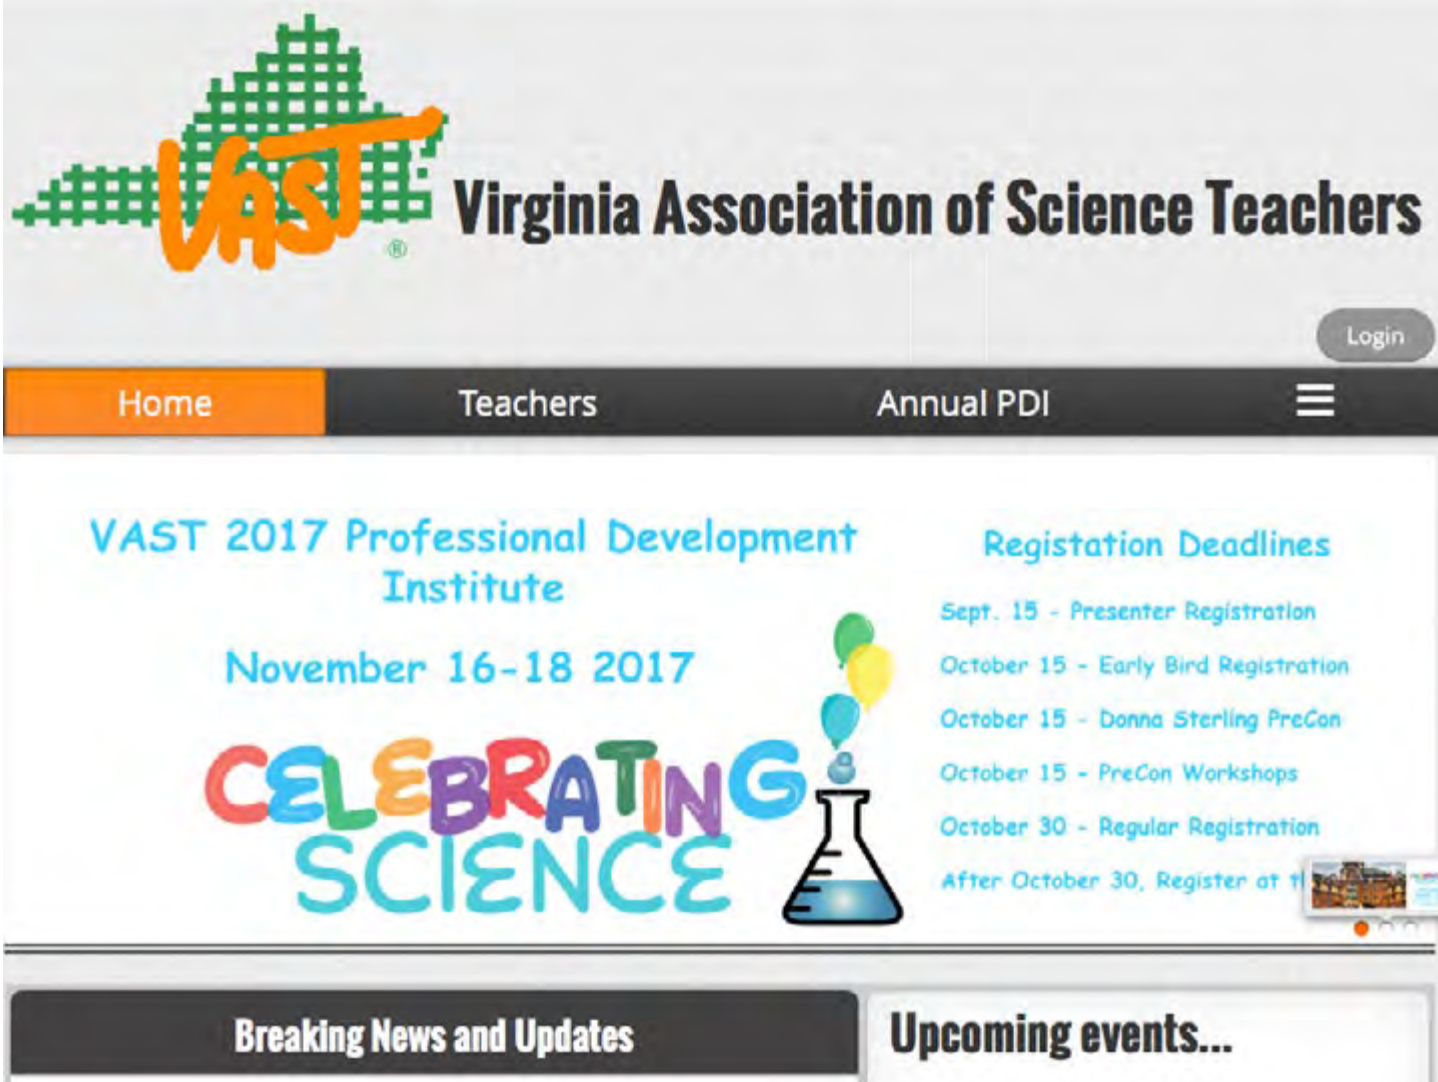 VAST
®
Virginia Association of Science Teachers
Login
Home
Teachers
Annual PDI
VAST 2017 Professional Development
Institute
November 16-18 2017
CELEBRATING
SCIENCE
Registation Deadlines
Sept. 15 - Presenter Registration
October 15 - Early Bird Registration
October 15 - Donna Sterling PreCon
October 15 - PreCon Workshops
October 30 - Regular Registration
After October 30, Register at
Breaking News and Updates
Upcoming events...